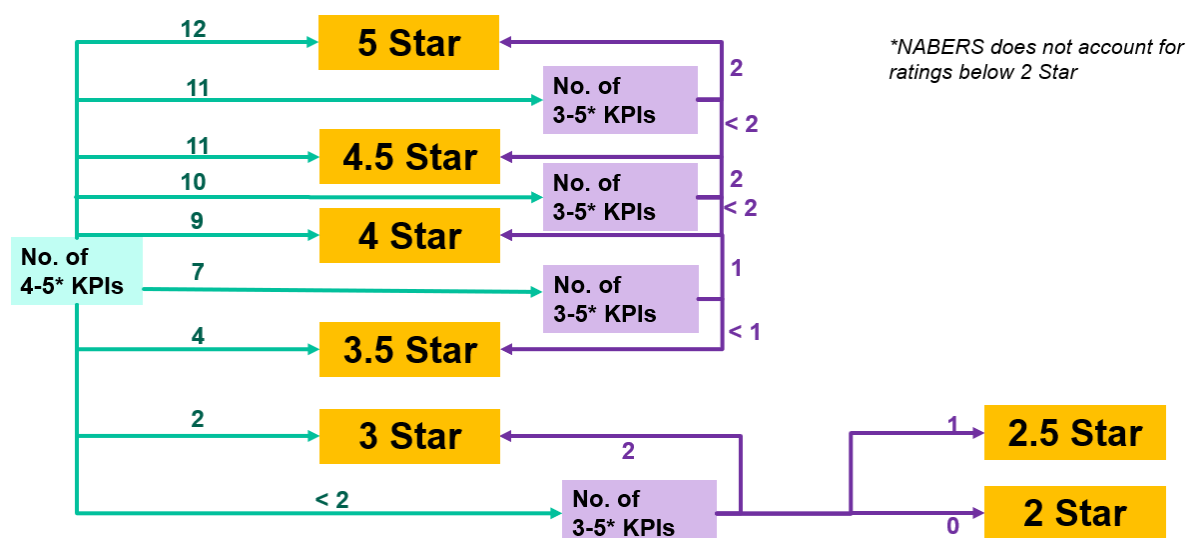 12
5 Star
*NABERS does not account for
ratings below 2 Star
2
11
No. of
3-5* KPIs
< 2
11
4.5 Star
10
No. of
3-5* KPIs
2
< 2
9
4 Star
No. of
4-5* KPIs
7
No. of
3-5* KPIs
1
< 1
4
3.5 Star
2
3 Star
2
1
2.5 Star
< 2
No. of
3-5* KPIs
0
2 Star